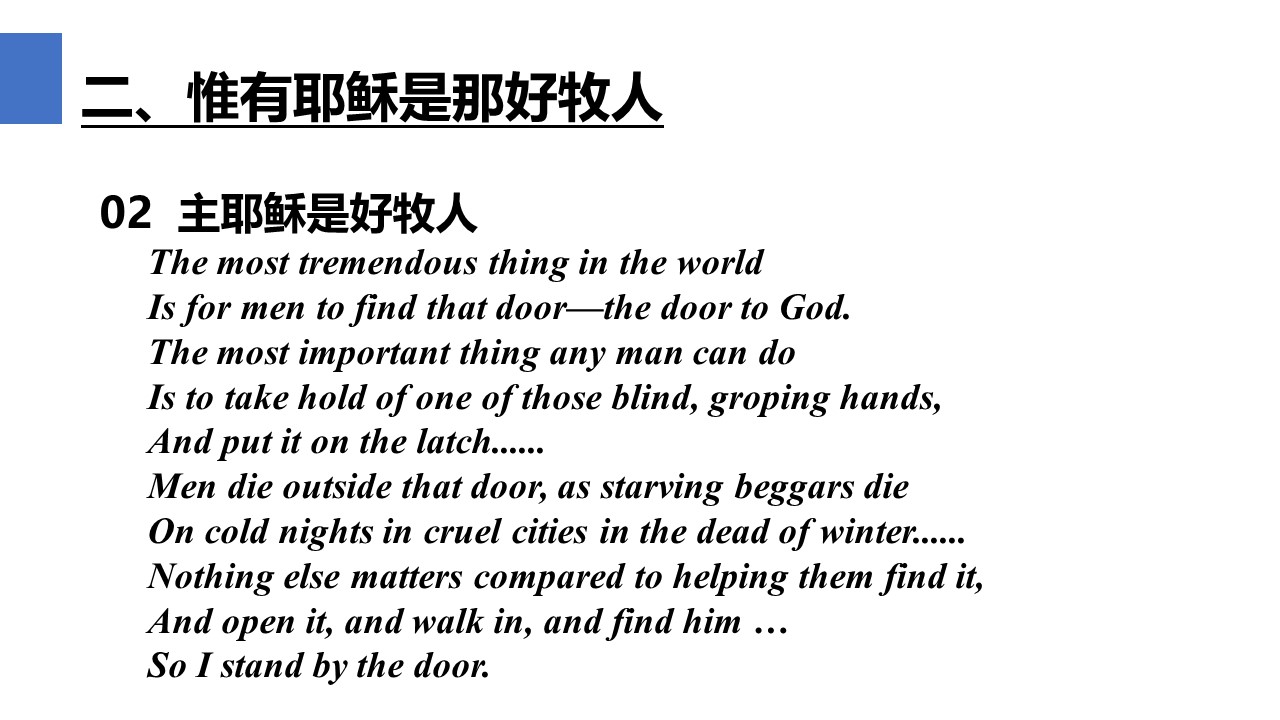 二、惟有耶稣是那好牧人
02 主耶稣是好牧人
The most tremendous thing in the world
Is for men to find that door—the door to God.
The most important thing any man can do
Is to take hold of one of those blind, groping hands,
And put it on the latch......
Men die outside that door, as starving beggars die
On cold nights in cruel cities in the dead of winter......
Nothing else matters compared to helping them find it,
And open it, and walk in, and find him …
So I stand by the door.